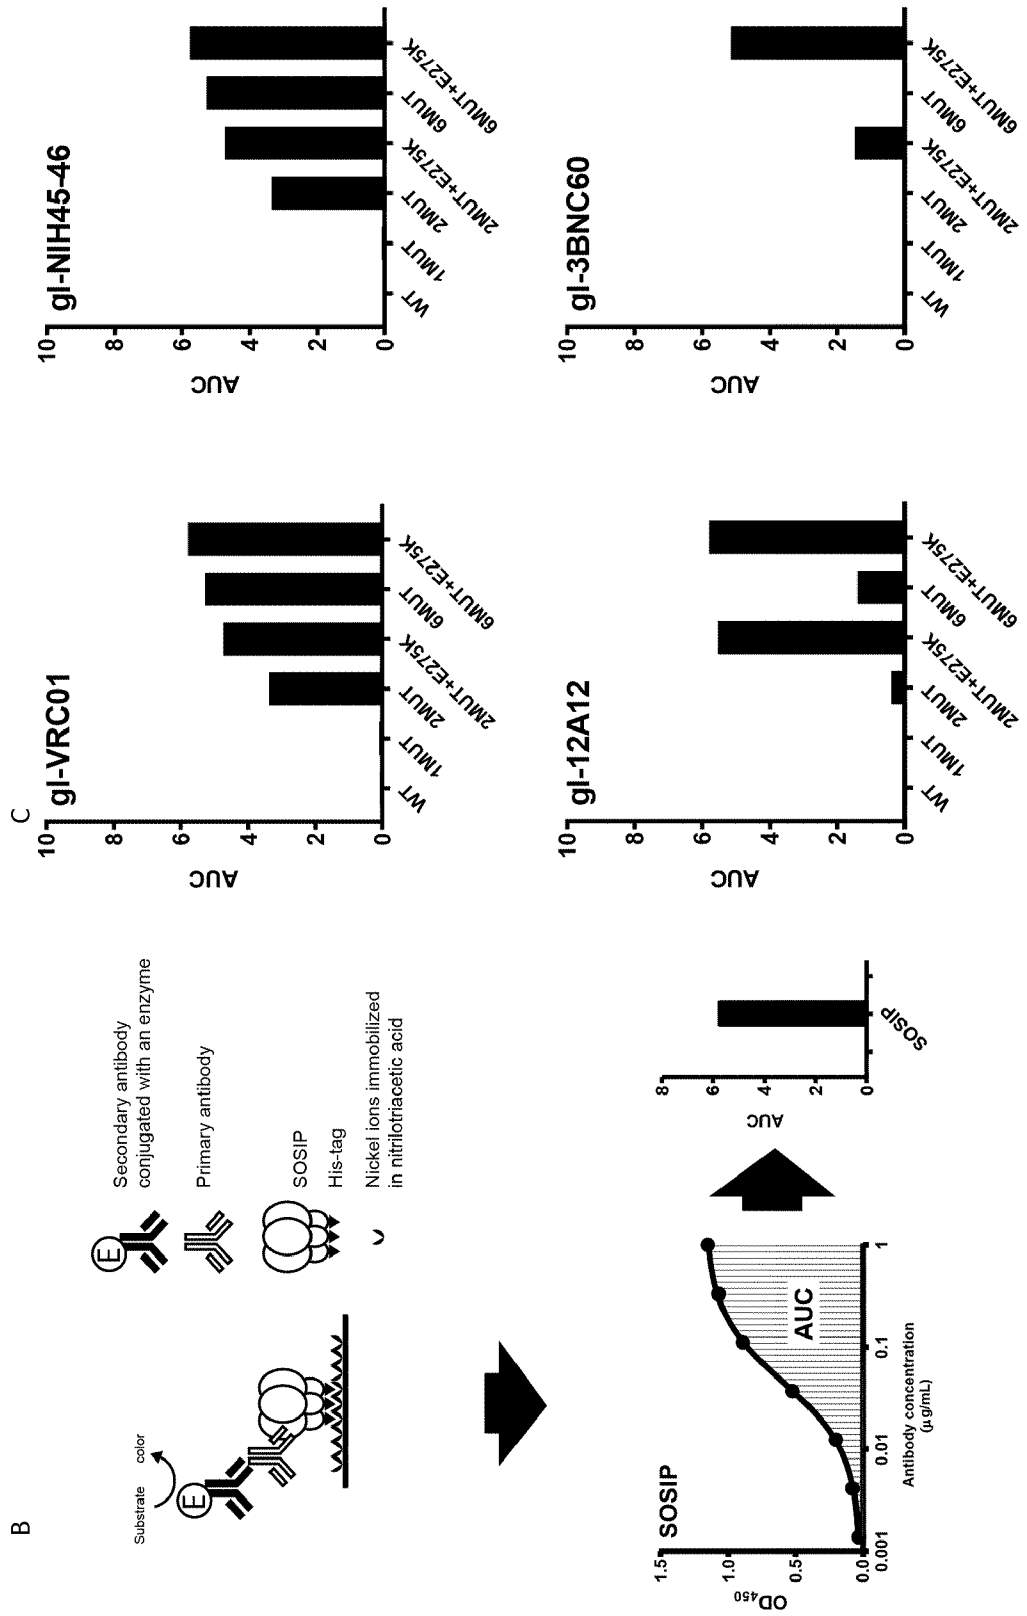 B
Substrate
color
E
E
Secondary antibody
conjugated with an enzyme
Primary antibody
SOSIP
His-tag
Nickel ions immobilized
in nitrilotriacetic acid
SOSIP
OD450
1.5
1.0
0.5
0.0
0.001
0.01
0.1
1
AUC
Antibody concentration
(μg/mL)
AUC
8
6
4
2
0
SOSIP
C
gl-VRC01
AUC
10
8
6
4
2
0
WT
1MUT
2MUT
2MUT+E275K
6MUT
6MUT+E275K
gl-NIH45-46
AUC
10
8
6
4
2
0
WT
1MUT
2MUT
2MUT+E275K
6MUT
6MUT+E275K
gl-12A12
AUC
10
8
6
4
2
0
WT
1MUT
2MUT
2MUT+E275K
6MUT
6MUT+E275K
gl-3BNC60
AUC
10
8
6
4
2
0
WT
1MUT
2MUT
2MUT+E275K
6MUT
6MUT+E275K